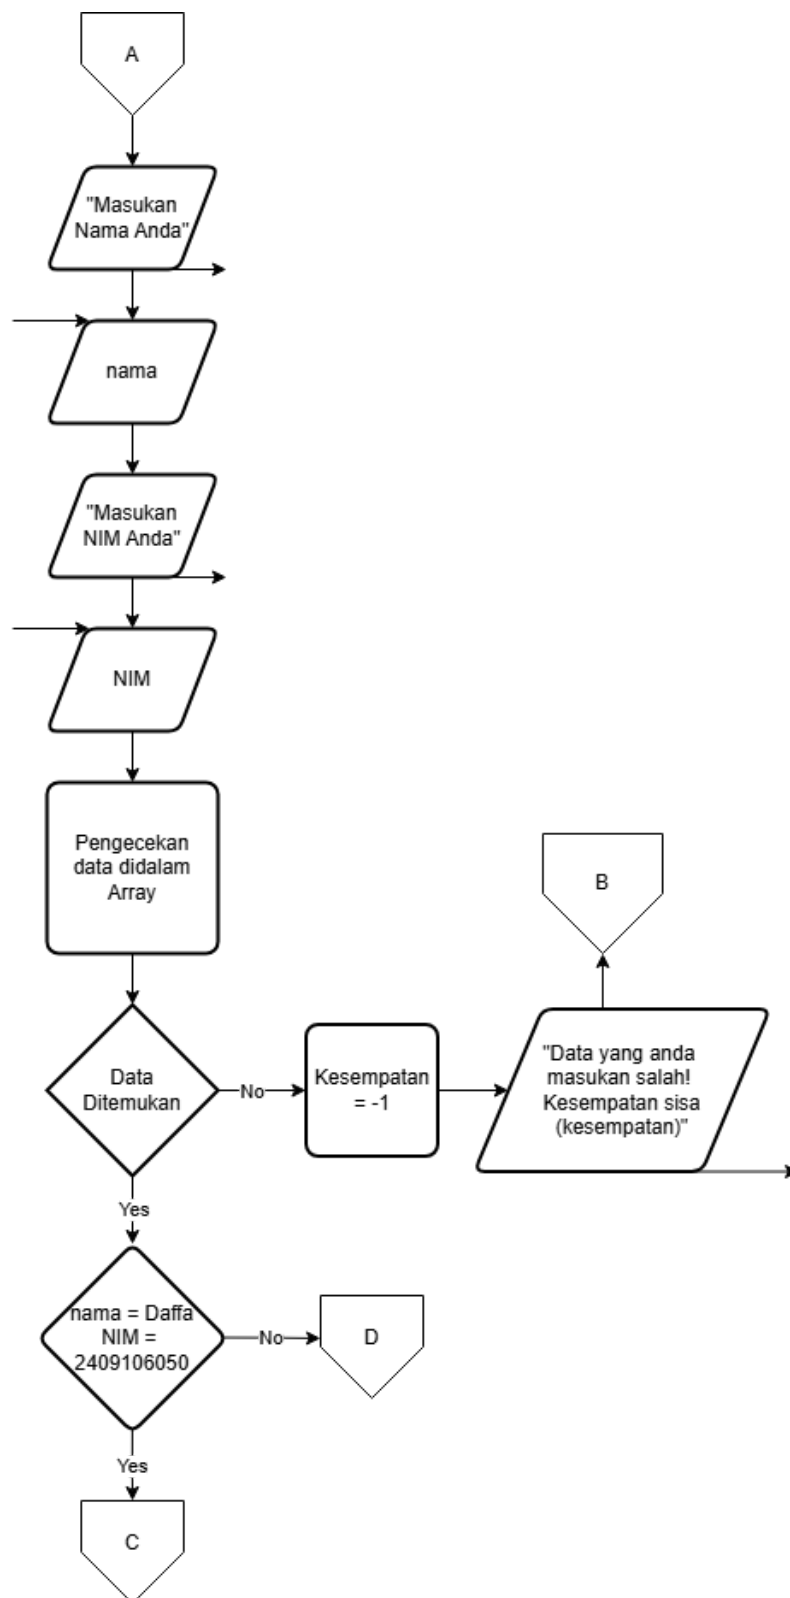 A
"Masukan
Nama Anda"
nama
"Masukan
NIM Anda"
NIM
Pengecekan
data didalam
Array
B
Data
Ditemukan
No
Kesempatan
= -1
"Data yang anda
masukan salah!
Kesempatan sisa
(kesempatan)"
Yes
nama = Daffa
NIM =
2409106050
No
D
Yes
C